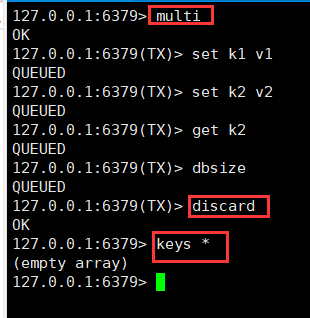 127.0.0.1:6379> multi
OK
127.0.0.1:6379(TX)> set k1 v1
QUEUED
127.0.0.1:6379(TX)> set k2 v2
QUEUED
127.0.0.1:6379(TX)> get k2
QUEUED
127.0.0.1:6379(TX)> dbsize
QUEUED
127.0.0.1:6379(TX)> discard
OK
127.0.0.1:6379> keys *
(empty array)
127.0.0.1:6379>